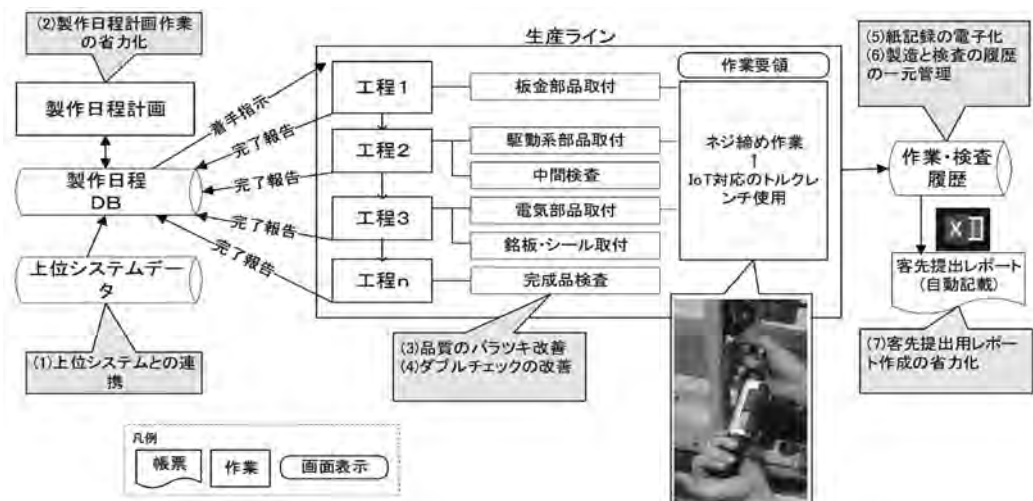 (2)製作日程計画作業
の省力化
製作日程計画
製作日程
DB
上位システムデー
タ
(1)上位システムとの連
携
着手指示
完了報告
完了報告
完了報告
完了報告
生産ライン
工程1
工程2
工程3
工程n
板金部品取付
駆動系部品取付
中間検査
電気部品取付
銘板・シール取付
完成品検査
作業要領
ネジ締め作業
↑
IoT対応のトルクレ
ンチ使用
(3)品質のバラツキ改善
(4)ダブルチェックの改善
(5)紙記録の電子化
(6)製造と検査の履歴
の一元管理
作業・検査
履歴
X
客先提出レポート
(自動記載)
(7)客先提出用レポ
ート作成の省力化
凡例
帳票
作業
画面表示